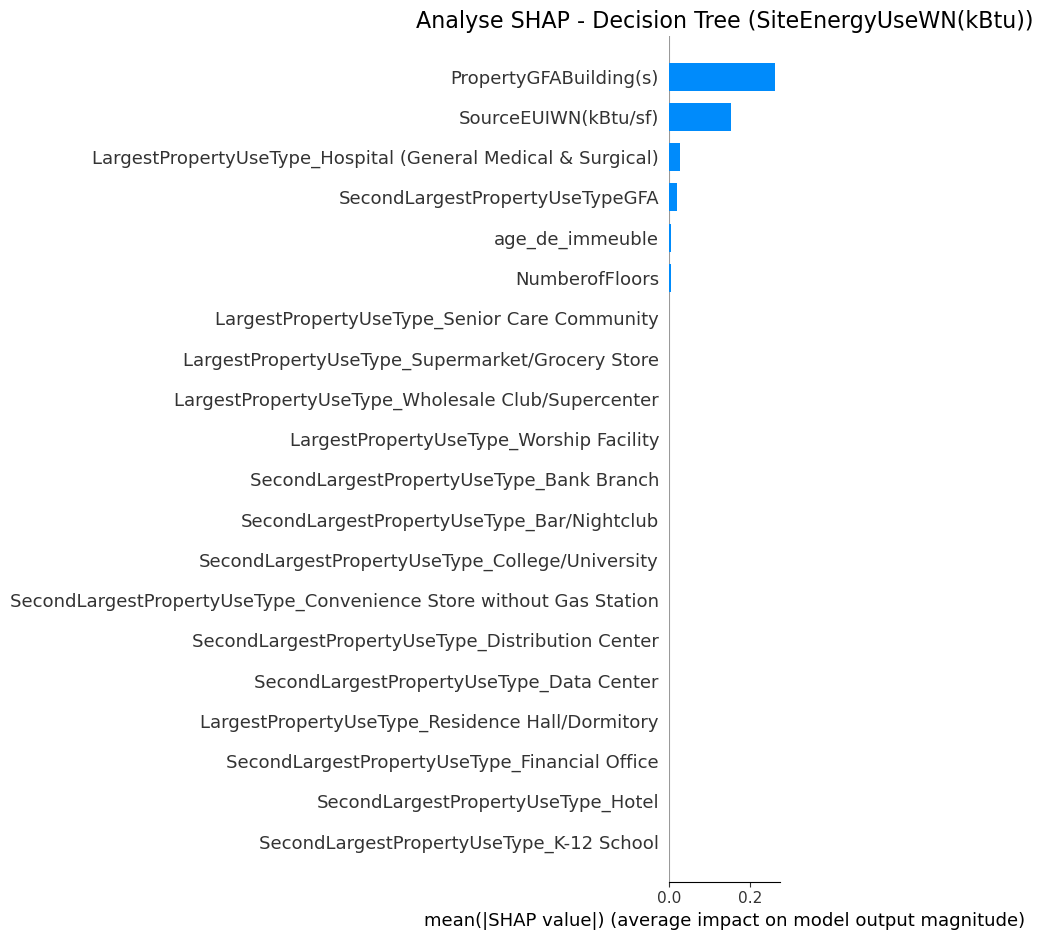 Analyse SHAP - Decision Tree (SiteEnergyUseWN(kBtu))
PropertyGFABuilding(s)
SourceEUIWN(kBtu/sf)
LargestPropertyUseType_Hospital (General Medical & Surgical)
SecondLargestPropertyUseTypeGFA
age_de_immeuble
NumberofFloors
LargestPropertyUseType_Senior Care Community
LargestPropertyUseType_Supermarket/Grocery Store
LargestPropertyUseType_Wholesale Club/Supercenter
LargestPropertyUseType_Worship Facility
SecondLargestPropertyUseType_Bank Branch
SecondLargestPropertyUseType_Bar/Nightclub
SecondLargestPropertyUseType_College/University
SecondLargestPropertyUseType_Convenience Store without Gas Station
SecondLargestPropertyUseType_Distribution Center
SecondLargestPropertyUseType_Data Center
LargestPropertyUseType_Residence Hall/Dormitory
SecondLargestPropertyUseType_Financial Office
SecondLargestPropertyUseType_Hotel
SecondLargestPropertyUseType_K-12 School
0.0 0.2
mean(|SHAP value|) (average impact on model output magnitude)